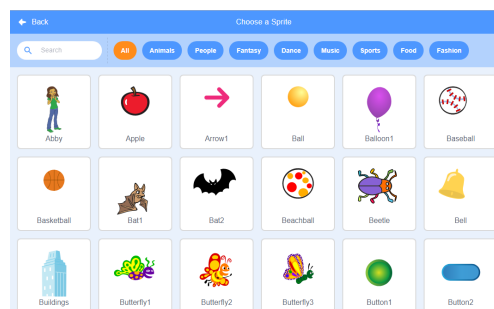 Back
Choose a Sprite
Search
All Animals People Fantasy Dance Music Sports Food Fashion
Abby Apple Arrow1 Ball Balloon1 Baseball
Basketball Bat1 Bat2 Beachball Beetle Bell
Buildings Butterfly1 Butterfly2 Butterfly3 Button1 Button2